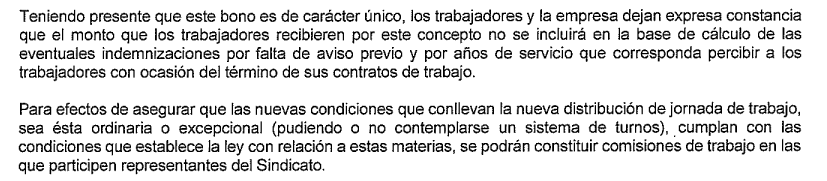 Teniendo presente que este bono es de carácter único, los trabajadores y la empresa dejan expresa constancia
que el monto que los trabajadores recibieren por este concepto no se incluirá en la base de cálculo de las
eventuales indemnizaciones por falta de aviso previo y por años de servicio que corresponda percibir a los
trabajadores con ocasión del término de sus contratos de trabajo.
Para efectos de asegurar que las nuevas condiciones que conllevan la nueva distribución de jornada de trabajo,
sea ésta ordinaria o excepcional (pudiendo o no contemplarse un sistema de turnos), cumplan con las
condiciones que establece la ley con relación a estas materias, se podrán constituir comisiones de trabajo en las
que participen representantes del Sindicato.